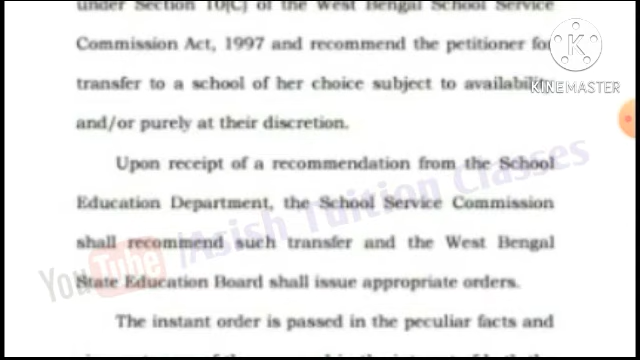 under Section 10[C] of the West Bengal School Service
Commission Act, 1997 and recommend the petitioner for
transfer to a school of her choice subject to availability
and/or purely at their discretion.
Upon receipt of a recommendation from the School
Education Department, the School Service Commission
shall recommend such transfer and the West Bengal
State Education Board shall issue appropriate orders.
The instant order is passed in the peculiar facts and
K
KINEMASTER
YouTube/Asish Tuition Classes